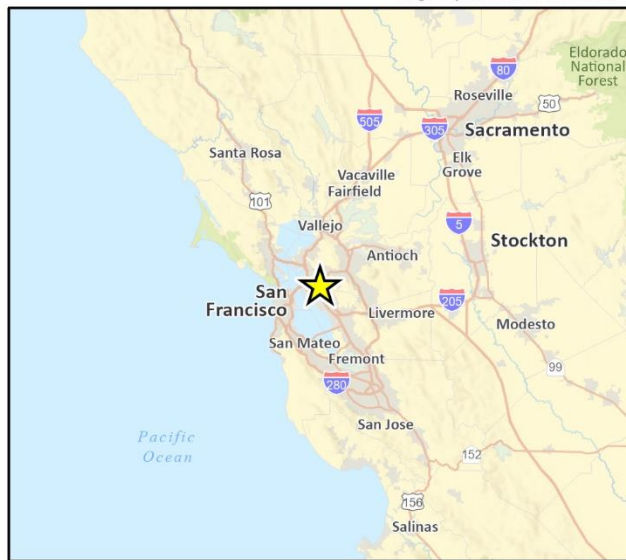 Eldorado
National
Forest
80
Roseville
50
505
305
Sacramento
Santa Rosa
Elk
Grove
Vacaville
Fairfield
101
5
Vallejo
Stockton
Antioch
San
Francisco
205
Livermore
Modesto
San Mateo
Fremont
99
280
San Jose
Pacific
Ocean
152
156
Salinas